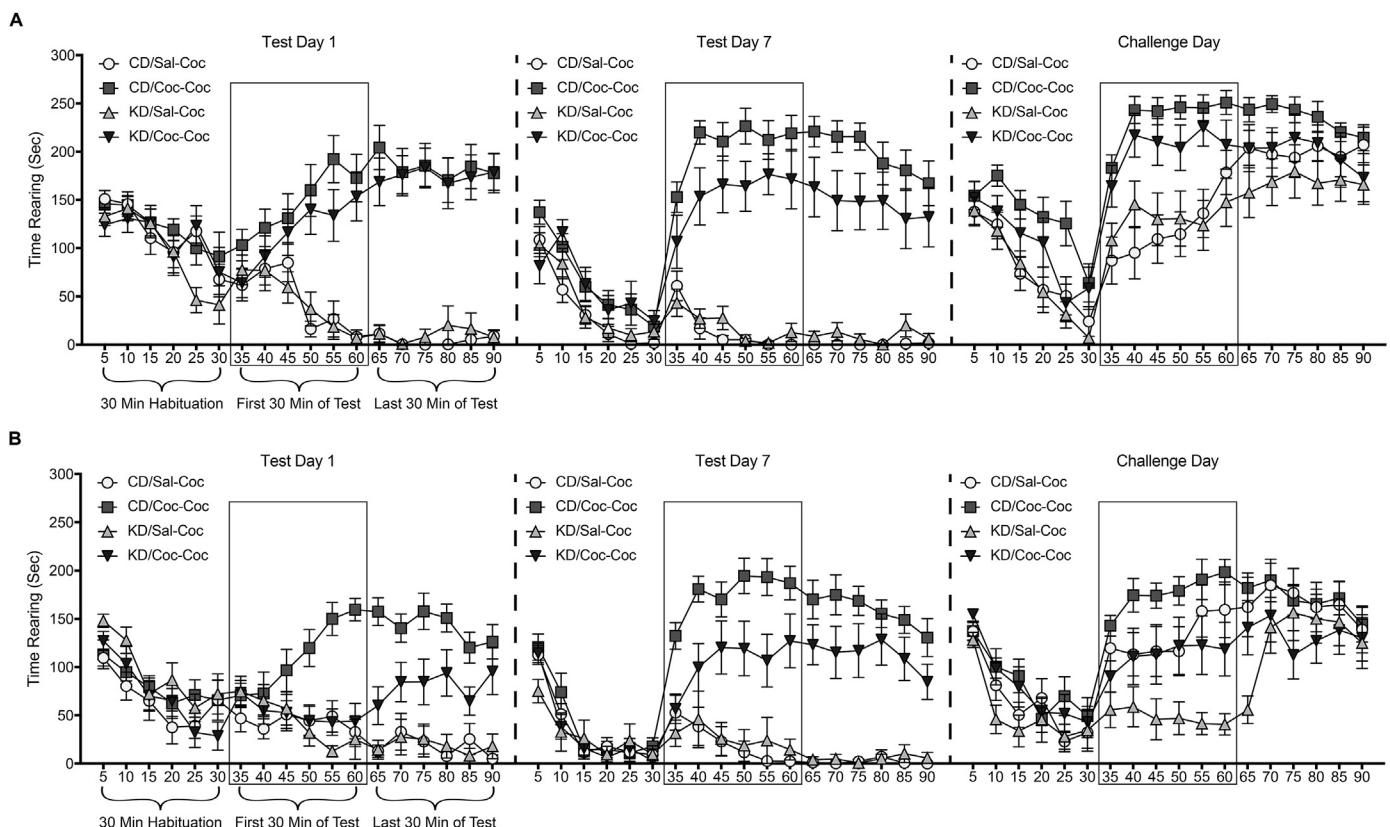 A
Test Day 1
Test Day 7
Challenge Day
CD/Sal-Coc
CD/Coc-Coc
KD/Sal-Coc
KD/Coc-Coc
CD/Sal-Coc
CD/Coc-Coc
KD/Sal-Coc
KD/Coc-Coc
CD/Sal-Coc
CD/Coc-Coc
KD/Sal-Coc
KD/Coc-Coc
Time Rearing (Sec)
300
250
200
150
100
50
0
5 10 15 20 25 30 35 40 45 50 55 60 65 70 75 80 85 90
5 10 15 20 25 30 35 40 45 50 55 60 65 70 75 80 85 90
5 10 15 20 25 30 35 40 45 50 55 60 65 70 75 80 85 90
30 Min Habituation First 30 Min of Test Last 30 Min of Test
B
Test Day 1
Test Day 7
Challenge Day
CD/Sal-Coc
CD/Coc-Coc
KD/Sal-Coc
KD/Coc-Coc
CD/Sal-Coc
CD/Coc-Coc
KD/Sal-Coc
KD/Coc-Coc
CD/Sal-Coc
CD/Coc-Coc
KD/Sal-Coc
KD/Coc-Coc
Time Rearing (Sec)
300
250
200
150
100
50
0
5 10 15 20 25 30 35 40 45 50 55 60 65 70 75 80 85 90
5 10 15 20 25 30 35 40 45 50 55 60 65 70 75 80 85 90
5 10 15 20 25 30 35 40 45 50 55 60 65 70 75 80 85 90
30 Min Habituation First 30 Min of Test Last 30 Min of Test